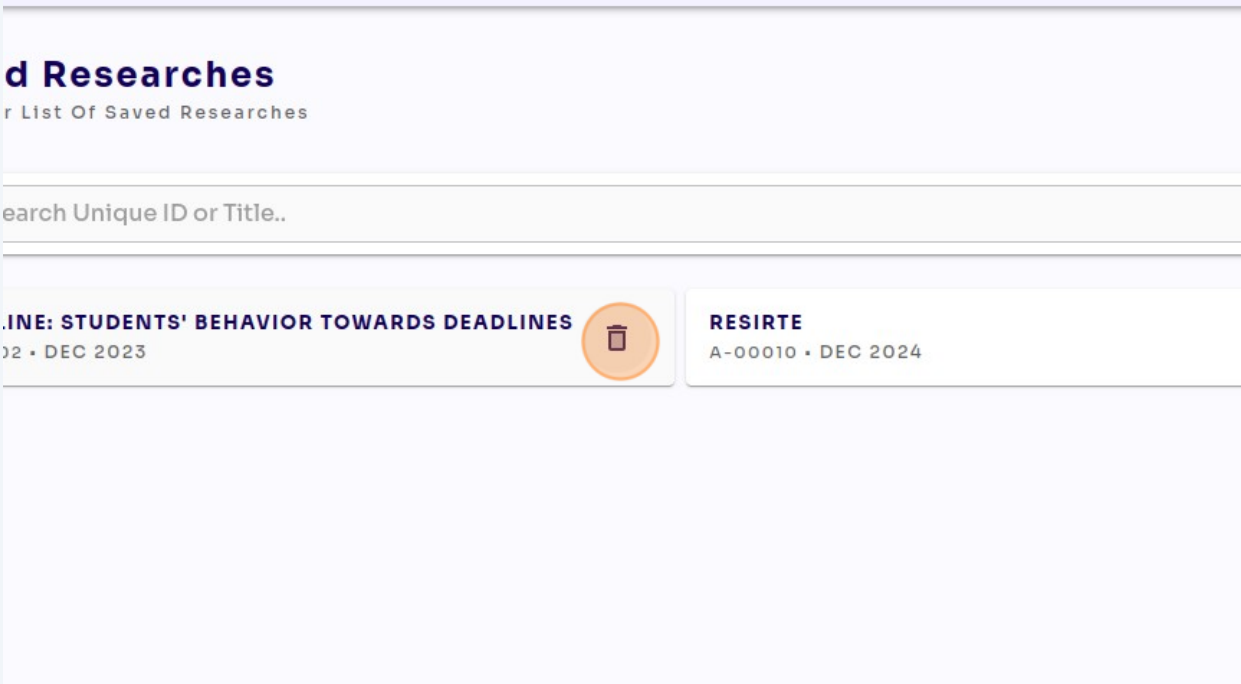 d Researches
r List Of Saved Researches
earch Unique ID or Title..
LINE: STUDENTS' BEHAVIOR TOWARDS DEADLINES
02 • DEC 2023
RESIRTE
A-00010 • DEC 2024